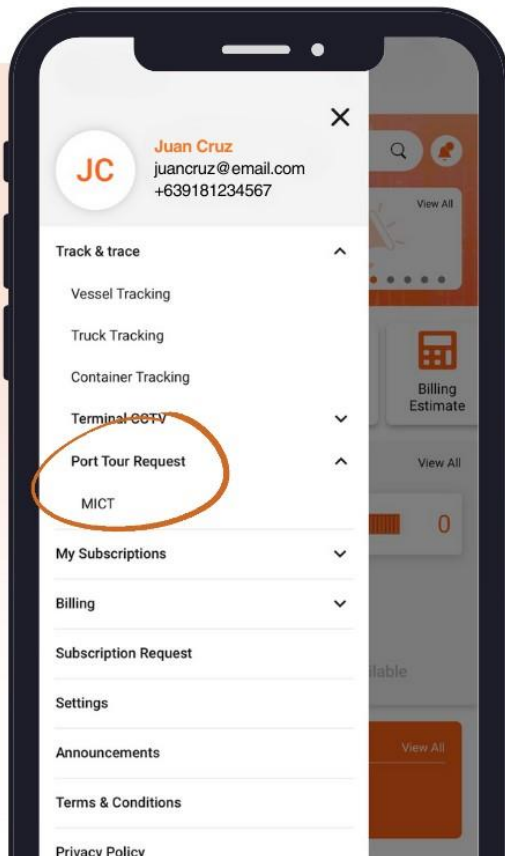 Juan Cruz
JC
juancruz@email.com
+639181234567
View All
Track & trace
Vessel Tracking
Truck Tracking
Container Tracking
Billing
Estimate
Terminal CCTV
Port Tour Request
View All
MICT
0
My Subscriptions
Billing
Subscription Request
ilable
Settings
Announcements
View All
Terms & Conditions
Privacy Policy